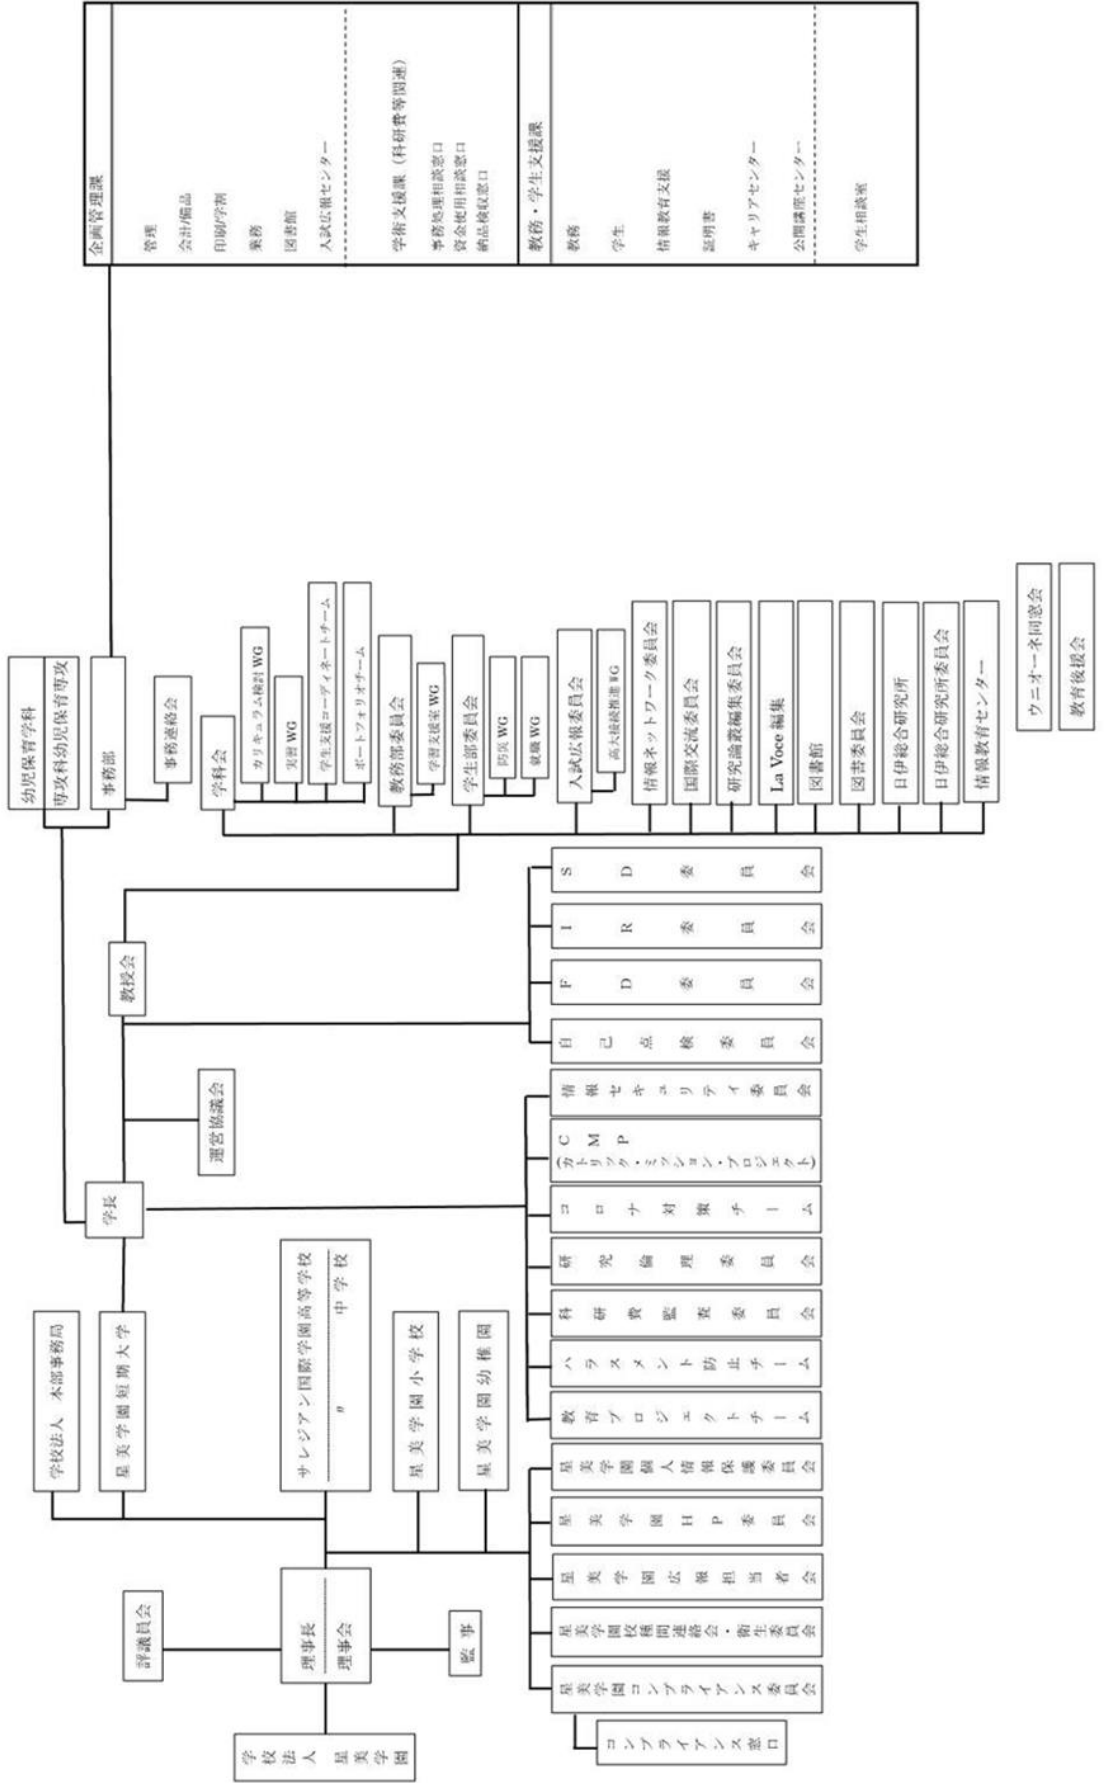 学校法人 星美学園
理事長
理事会
評議員会
監事
学校法人 本部事務局
星美学園短期大学
サレジアン国際学園高等学校
〃 中学校
星美学園小学校
星美学園幼稚園
星美学園コンプライアンス委員会
コンプライアンス窓口
星美学園校種間連絡会・衛生委員会
星美学園広報担当者会
星美学園HP委員会
星美学園個人情報保護委員会
学長
運営協議会
教育プロジェクトチーム
ハラスメント防止チーム
科研費監査委員会
研究倫理委員会
コロナ対策チーム
CMP
(カトリック・ミッション・プロジェクト)
情報セキュリティ委員会
教授会
自己点検委員会
FD委員会
IR委員会
SD委員会
幼児保育学科
専攻科幼児保育専攻
事務部
事務連絡会
学科会
カリキュラム検討WG
実習WG
学生支援コーディネートチーム
ポートフォリオチーム
教務部委員会
学習支援室WG
学生部委員会
防災WG
就職WG
入試広報委員会
高大接続推進WG
情報ネットワーク委員会
国際交流委員会
研究論叢編集委員会
La Voce 編集
図書館
図書委員会
日伊総合研究所
日伊総合研究所委員会
情報教育センター
ウニオーネ同窓会
教育後援会
企画管理課
管理
会計/備品
印刷/学割
業務
図書館
入試広報センター
学術支援課(科研費等関連)
事務処理相談窓口
資金使用相談窓口
納品検収窓口
教務・学生支援課
教務
学生
情報教育支援
証明書
キャリアセンター
公開講座センター
学生相談室